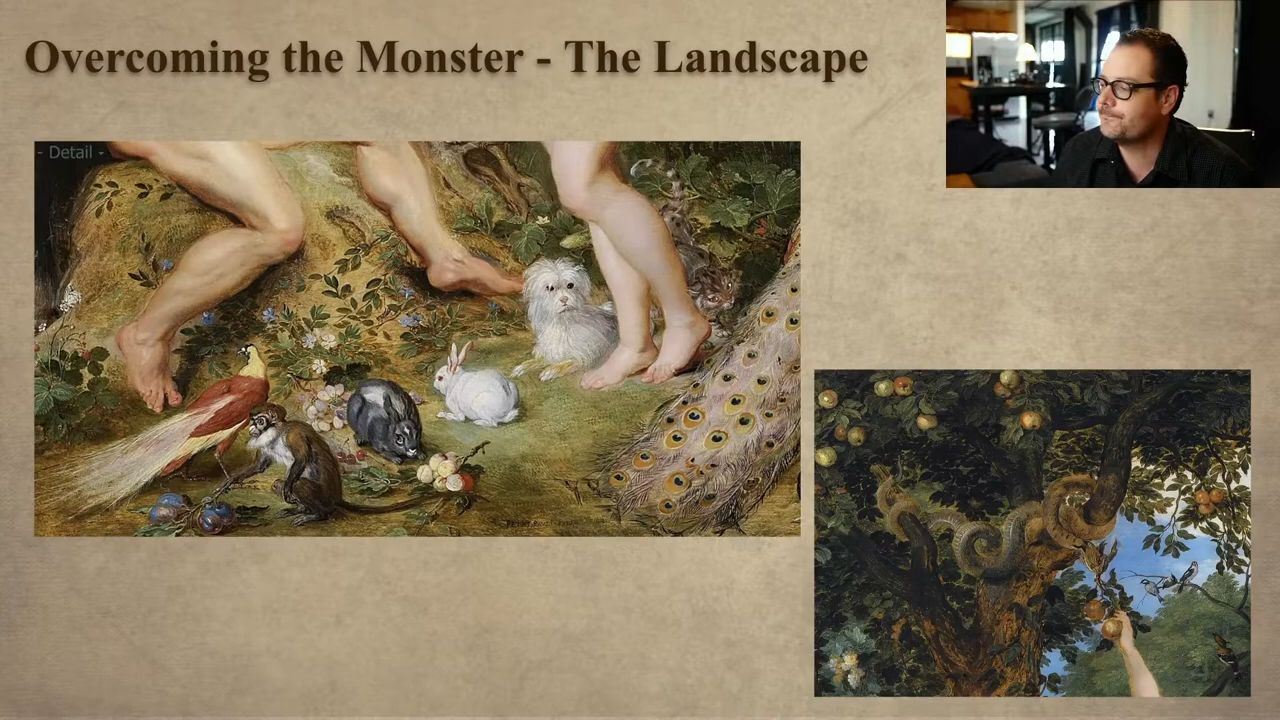 Overcoming the Monster - The Landscape
- Detail -